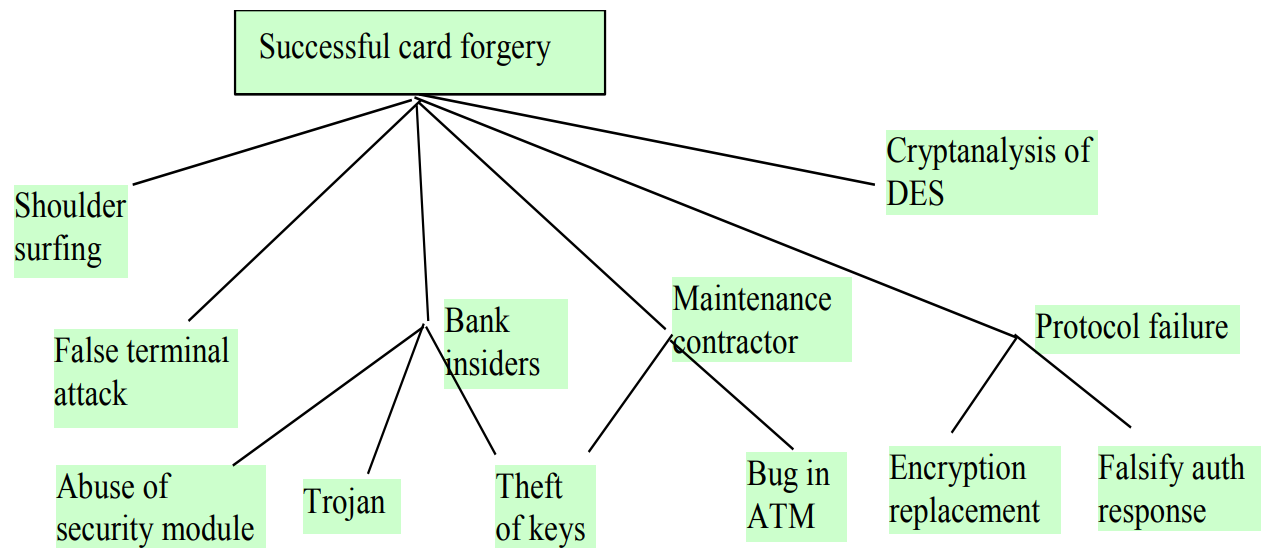 Successful card forgery
Cryptanalysis of
DES
Shoulder
surfing
Maintenance
contractor
Bank
insiders
Protocol failure
False terminal
attack
Abuse of
security module
Trojan
Theft
of keys
Bug in
ATM
Encryption
replacement
Falsify auth
response